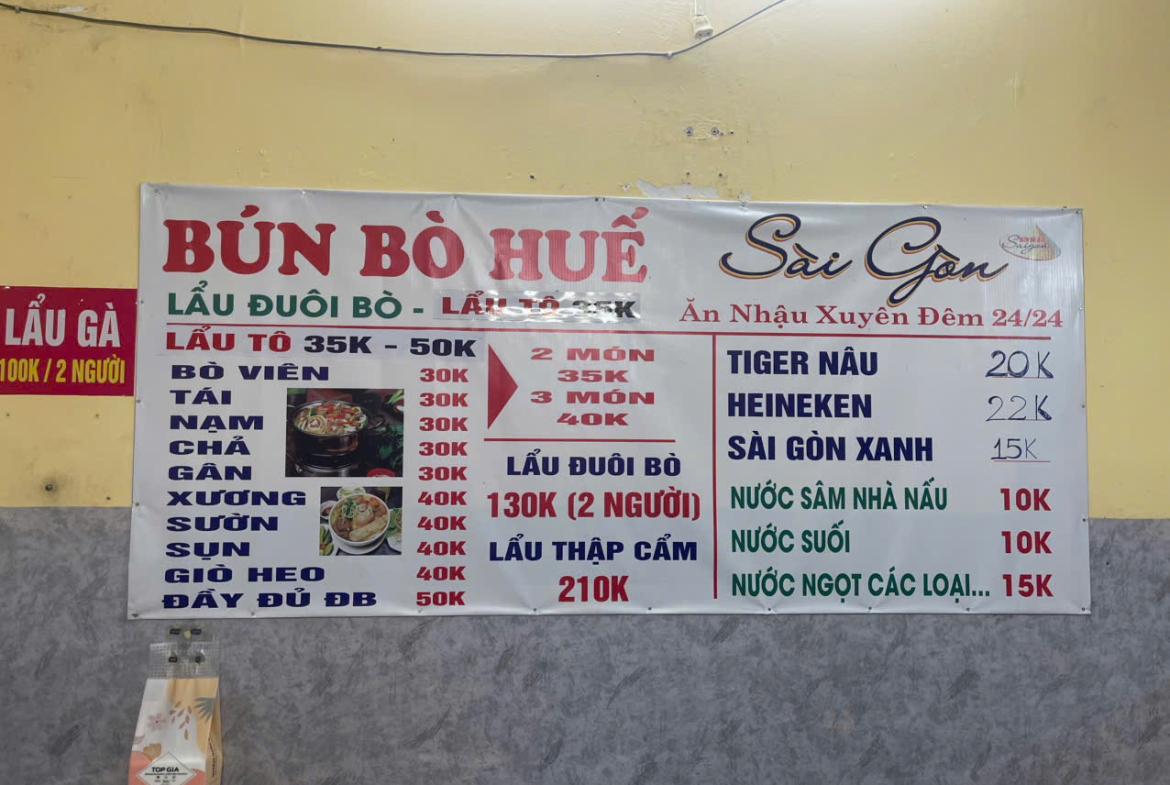 BÚN BÒ HUẾ
Sài Gòn
LẨU ĐUÔI BÒ - LẨU TÔ 35K
Ăn Nhậu Xuyên Đêm 24/24
LẨU GÀ
100K / 2 NGƯỜI
LẨU TÔ 35K - 50K
BÒ VIÊN 30K
TÁI 30K
NẠM 30K
CHẢ 30K
GÂN 30K
XƯƠNG 40K
SƯỜN 40K
SỤN 40K
GIÒ HEO 40K
ĐẦY ĐỦ ĐB 50K
2 MÓN
35K
3 MÓN
40K
LẨU ĐUÔI BÒ
130K (2 NGƯỜI)
LẨU THẬP CẨM
210K
TIGER NÂU 20K
HEINEKEN 22K
SÀI GÒN XANH 15K
NƯỚC SÂM NHÀ NẤU 10K
NƯỚC SUỐI 10K
NƯỚC NGỌT CÁC LOẠI... 15K
TOP GIA